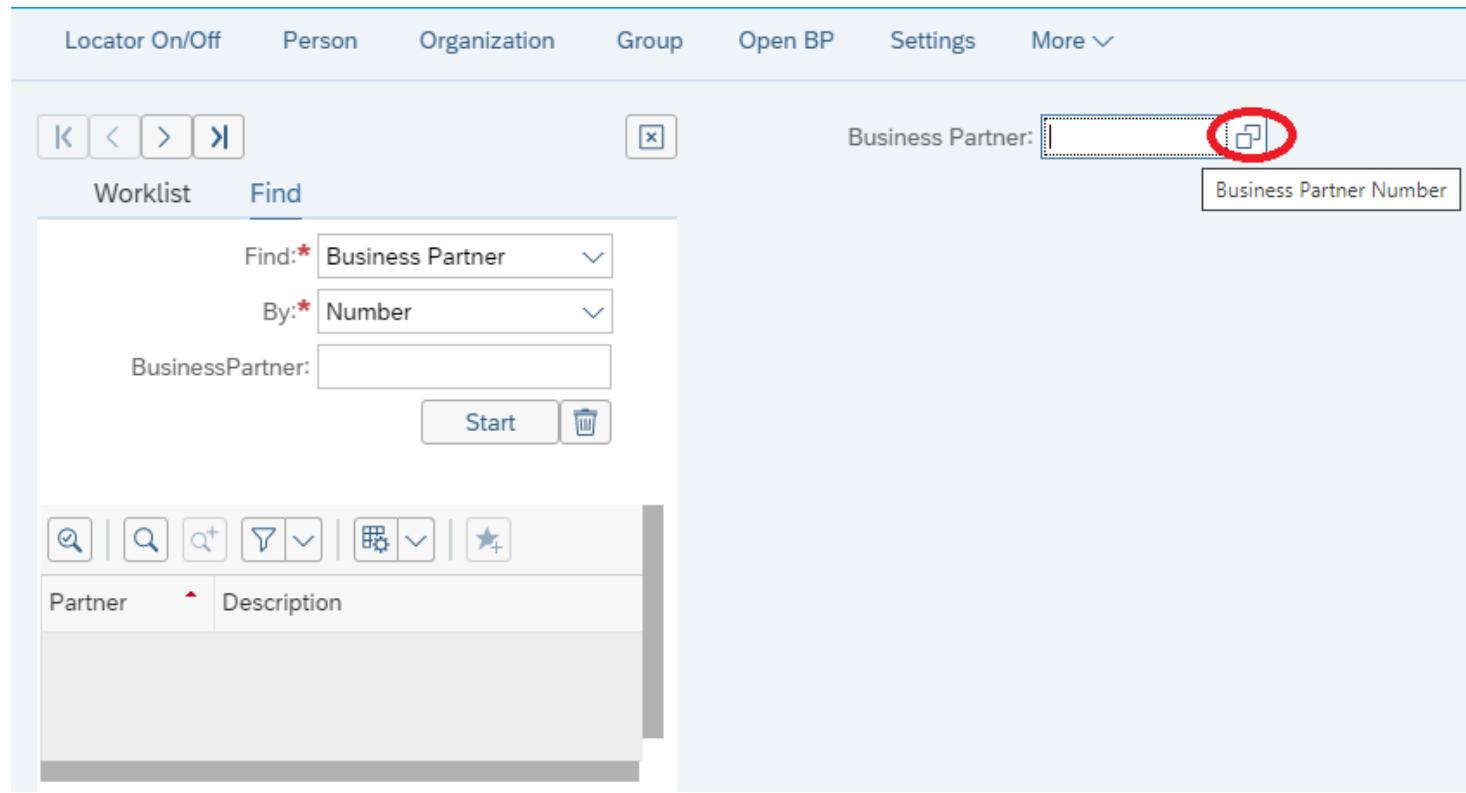 Locator On/Off Person Organization Group Open BP Settings More
Business Partner:
Business Partner Number
Worklist Find
Find:* Business Partner
By:* Number
BusinessPartner:
Start
Partner Description